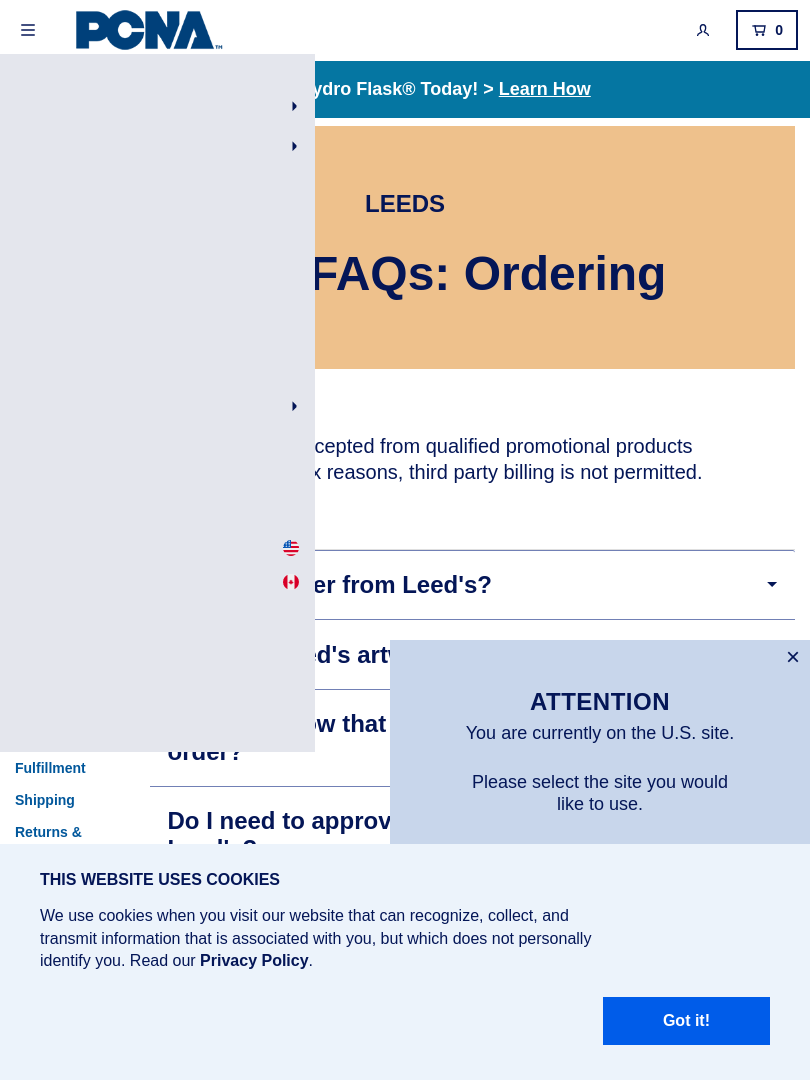 PCNA™
0
ydro Flask® Today! > Learn How
LEEDS
FAQs: Ordering
cepted from qualified promotional products
x reasons, third party billing is not permitted.
er from Leed's?
ed's artw
ow that
order?
Fulfillment
Shipping
Returns &
Do I need to approv
ATTENTION
You are currently on the U.S. site.
Please select the site you would
like to use.
THIS WEBSITE USES COOKIES
We use cookies when you visit our website that can recognize, collect, and
transmit information that is associated with you, but which does not personally
identify you. Read our Privacy Policy.
Got it!